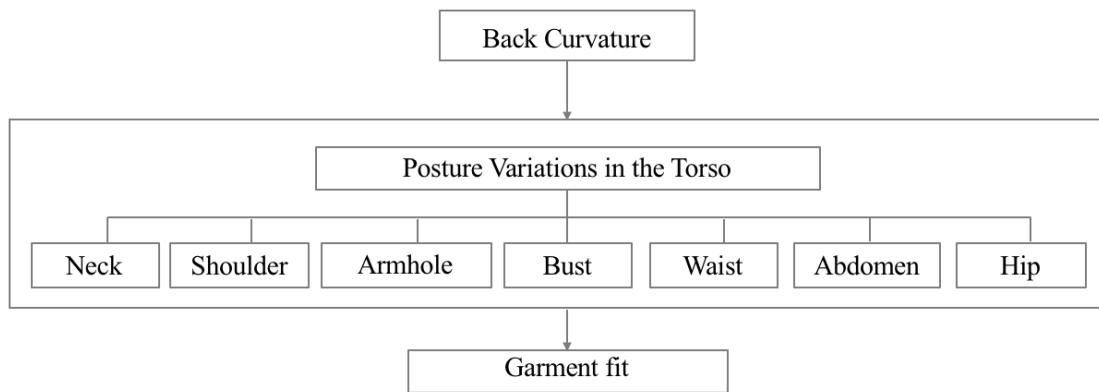 Back Curvature
Posture Variations in the Torso
Neck
Shoulder
Armhole
Bust
Waist
Abdomen
Hip
Garment fit